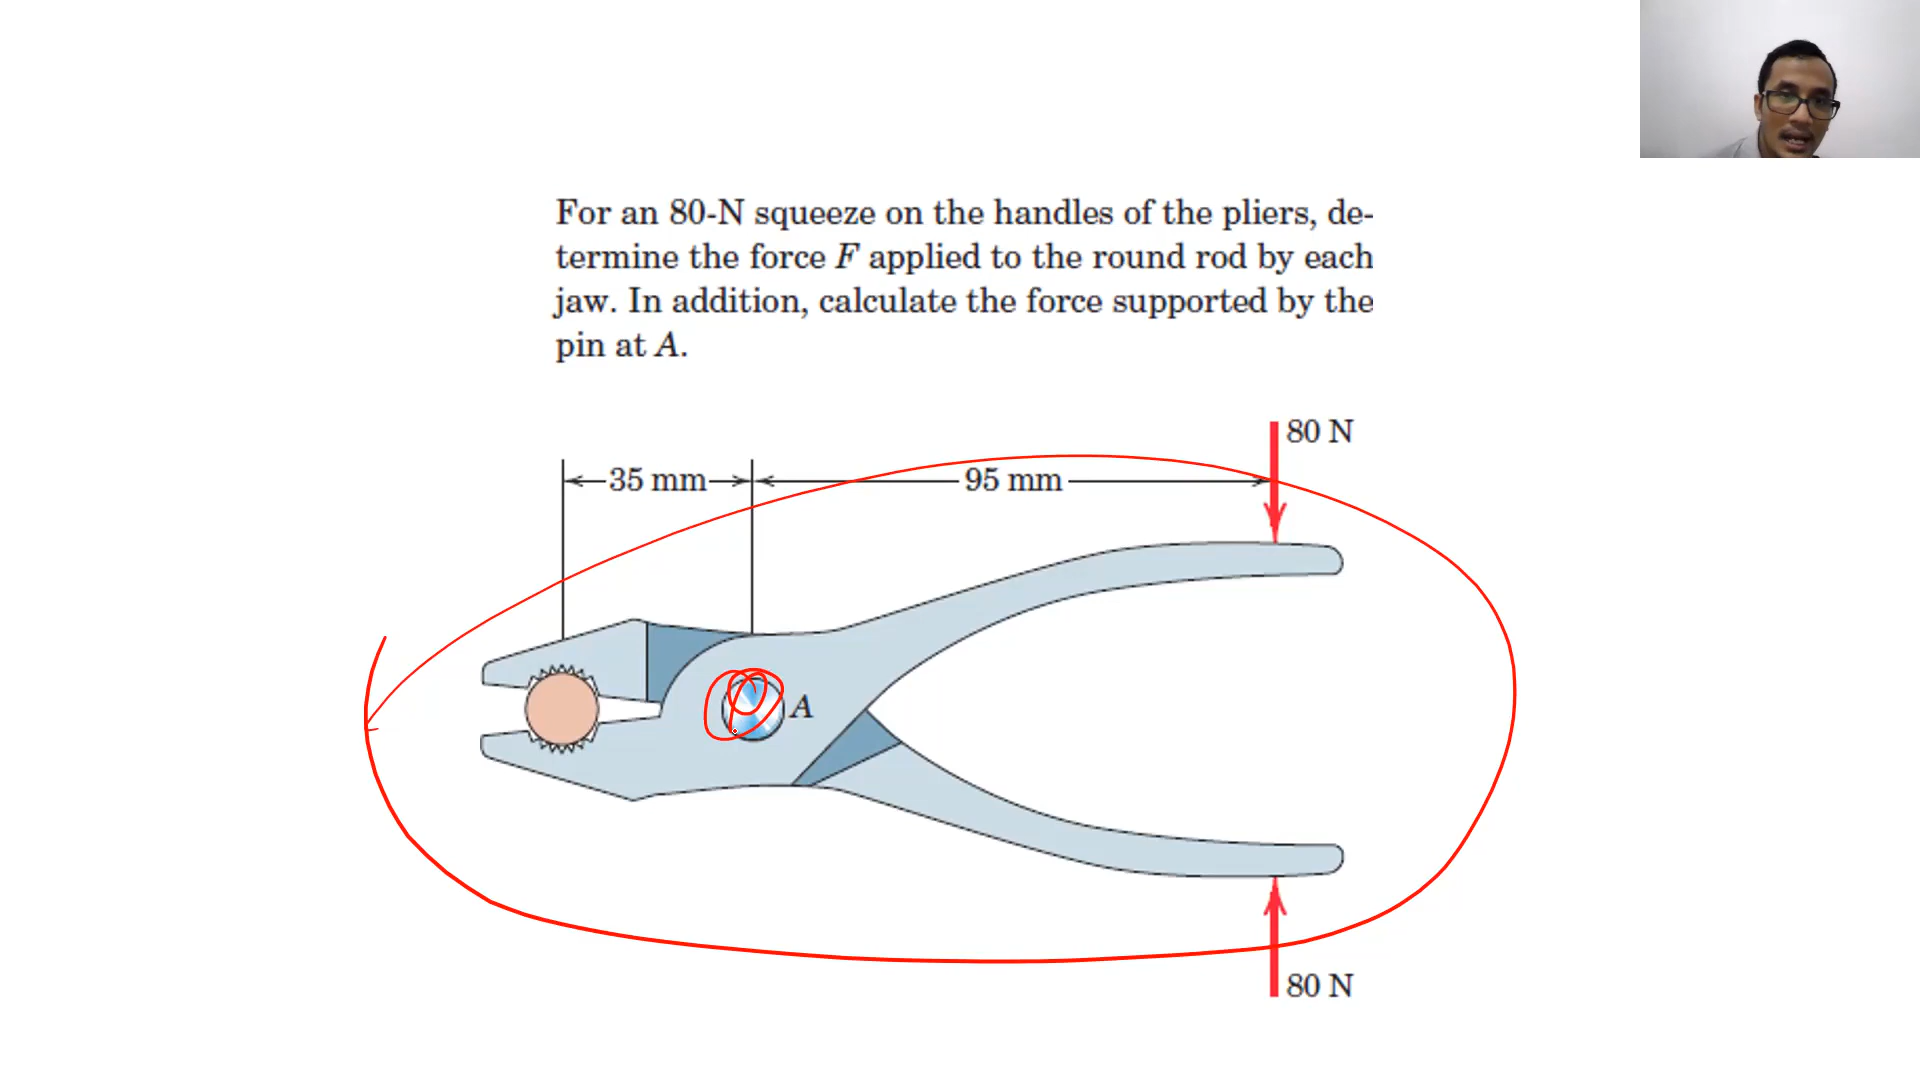 For an 80-N squeeze on the handles of the pliers, de-
termine the force F applied to the round rod by each
jaw. In addition, calculate the force supported by the
pin at A.
80 N
35 mm
95 mm
A
80 N